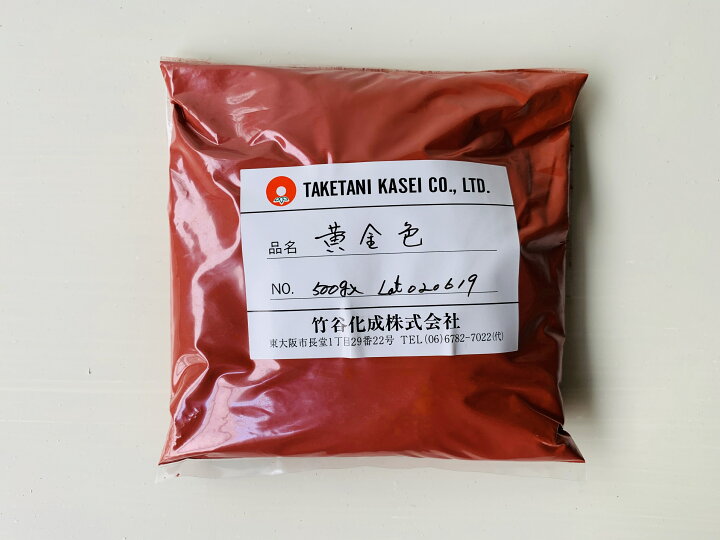 TAKETANI KASEI CO., LTD.
品名 黄金色
NO. 500gx Lot 020619
竹谷化成株式会社
東大阪市長堂1丁目29番22号 TEL(06)6782-7022(代)